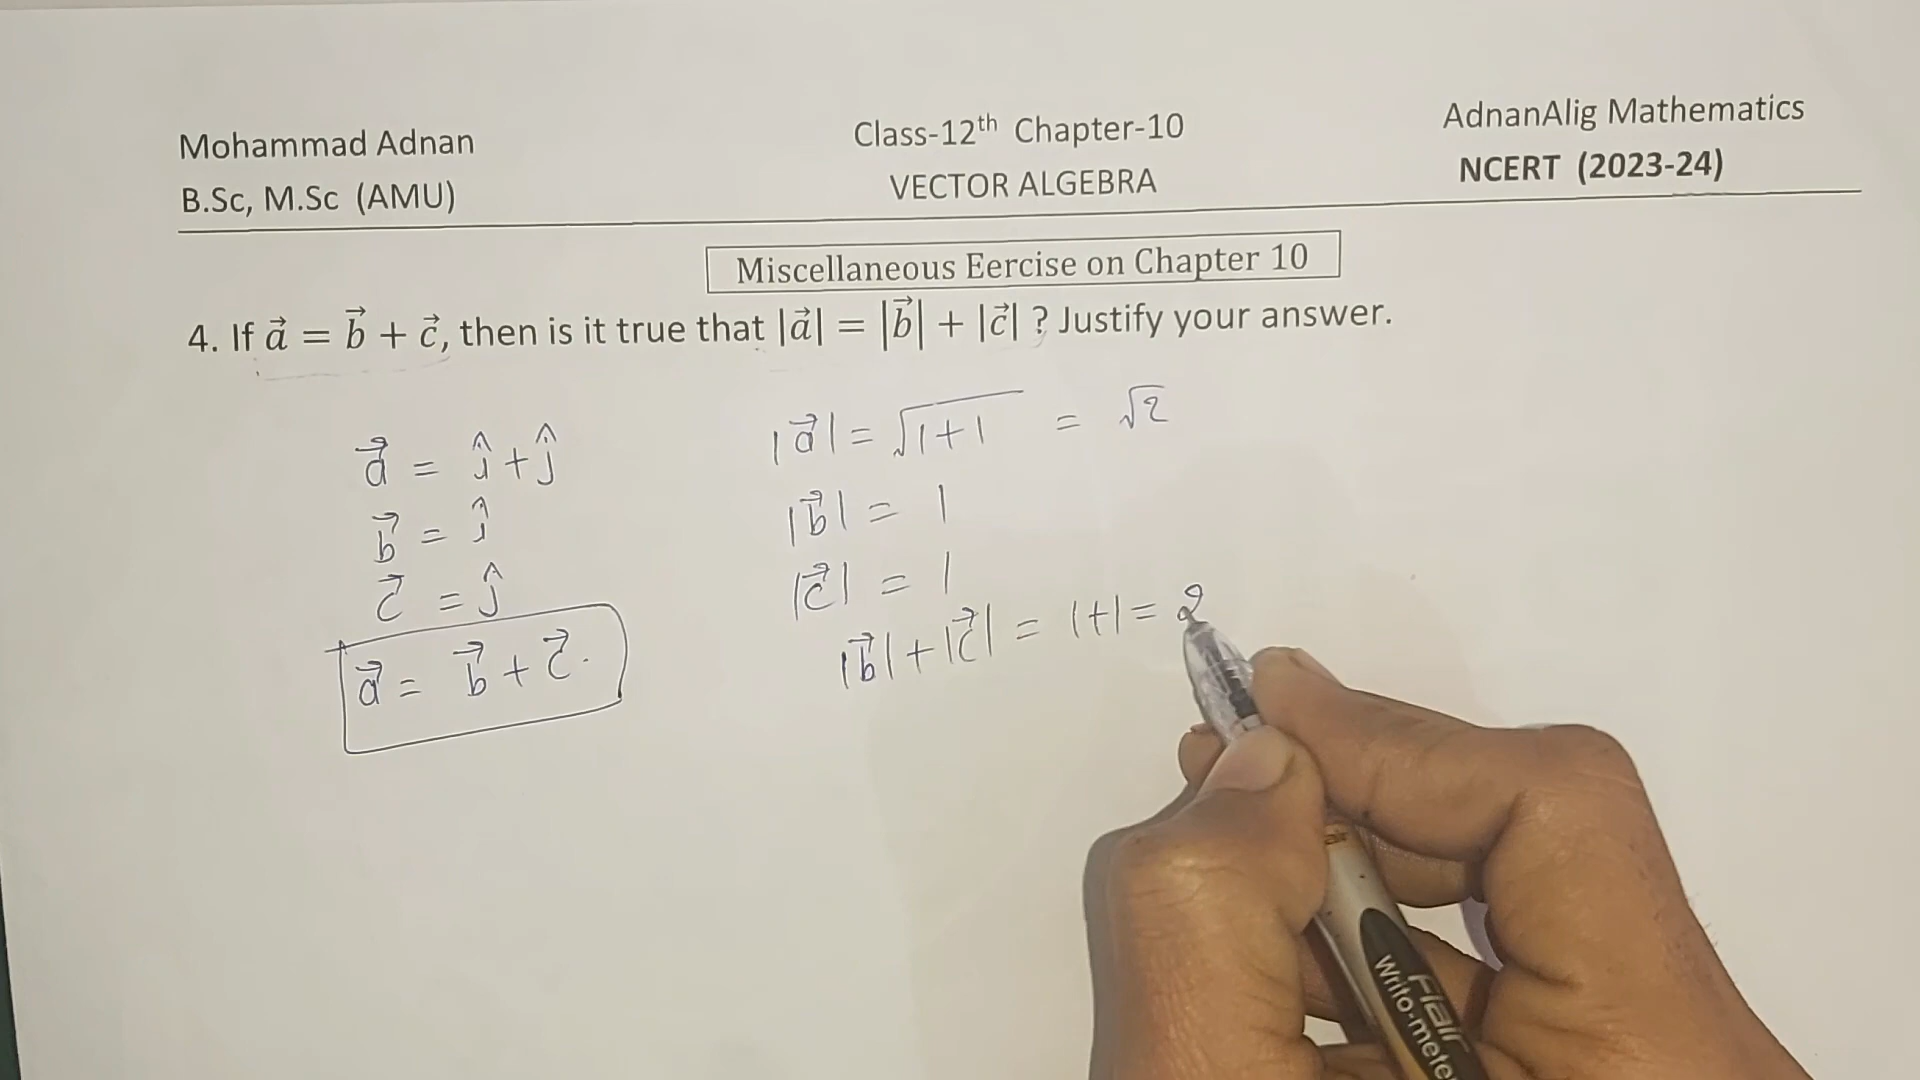 Mohammad Adnan
B.Sc, M.Sc (AMU)
Class-12th Chapter-10
VECTOR ALGEBRA
AdnanAlig Mathematics
NCERT (2023-24)
Miscellaneous Eercise on Chapter 10
4. If a⃗ = b⃗ + c⃗, then is it true that |a⃗| = |b⃗| + |c⃗| ? Justify your answer.
a⃗ = î + ĵ
b⃗ = î
c⃗ = ĵ
a⃗ = b⃗ + c⃗.
|a⃗| = √1+1 = √2
|b⃗| = 1
|c⃗| = 1
|b⃗| + |c⃗| = 1+1 = 2
Flair
Writo-meter